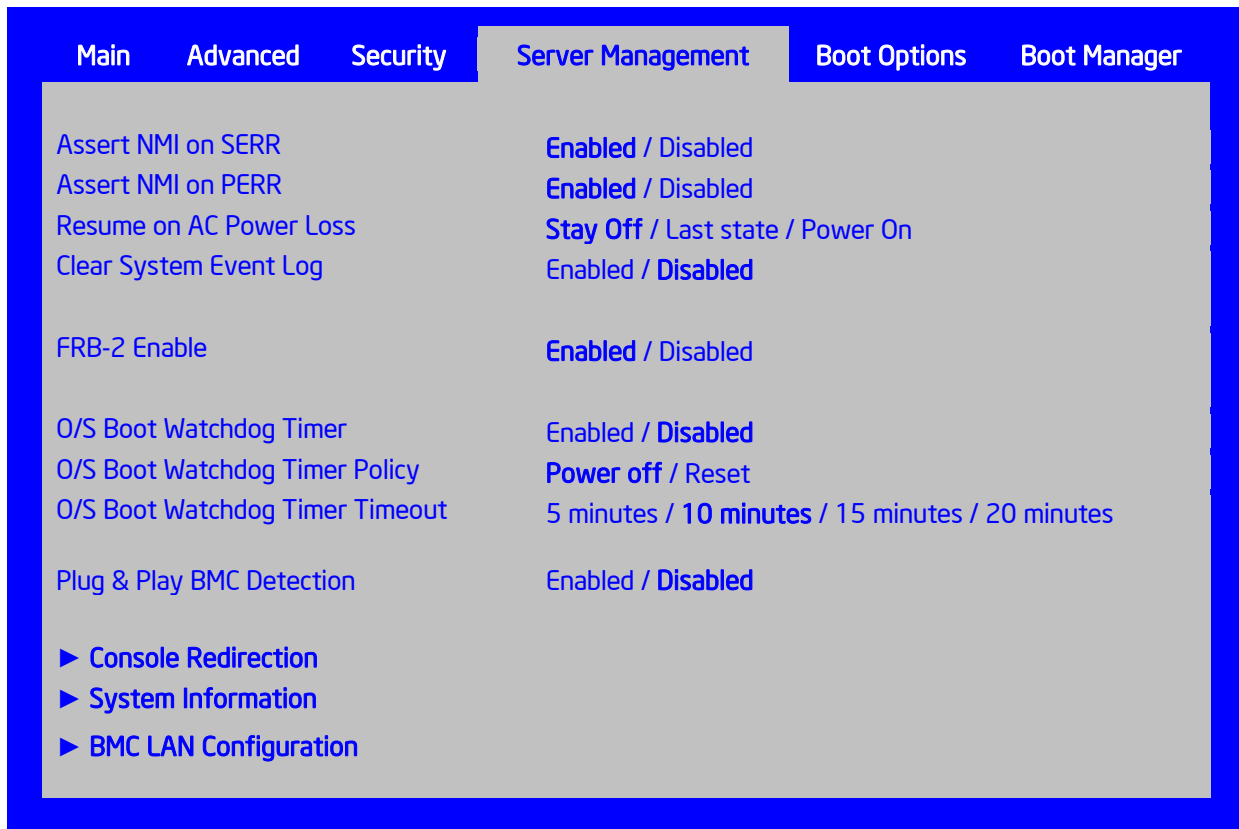 Main Advanced Security Server Management Boot Options Boot Manager
Assert NMI on SERR Enabled / Disabled
Assert NMI on PERR Enabled / Disabled
Resume on AC Power Loss Stay Off / Last state / Power On
Clear System Event Log Enabled / Disabled
FRB-2 Enable Enabled / Disabled
O/S Boot Watchdog Timer Enabled / Disabled
O/S Boot Watchdog Timer Policy Power off / Reset
O/S Boot Watchdog Timer Timeout 5 minutes / 10 minutes / 15 minutes / 20 minutes
Plug & Play BMC Detection Enabled / Disabled
► Console Redirection
► System Information
► BMC LAN Configuration